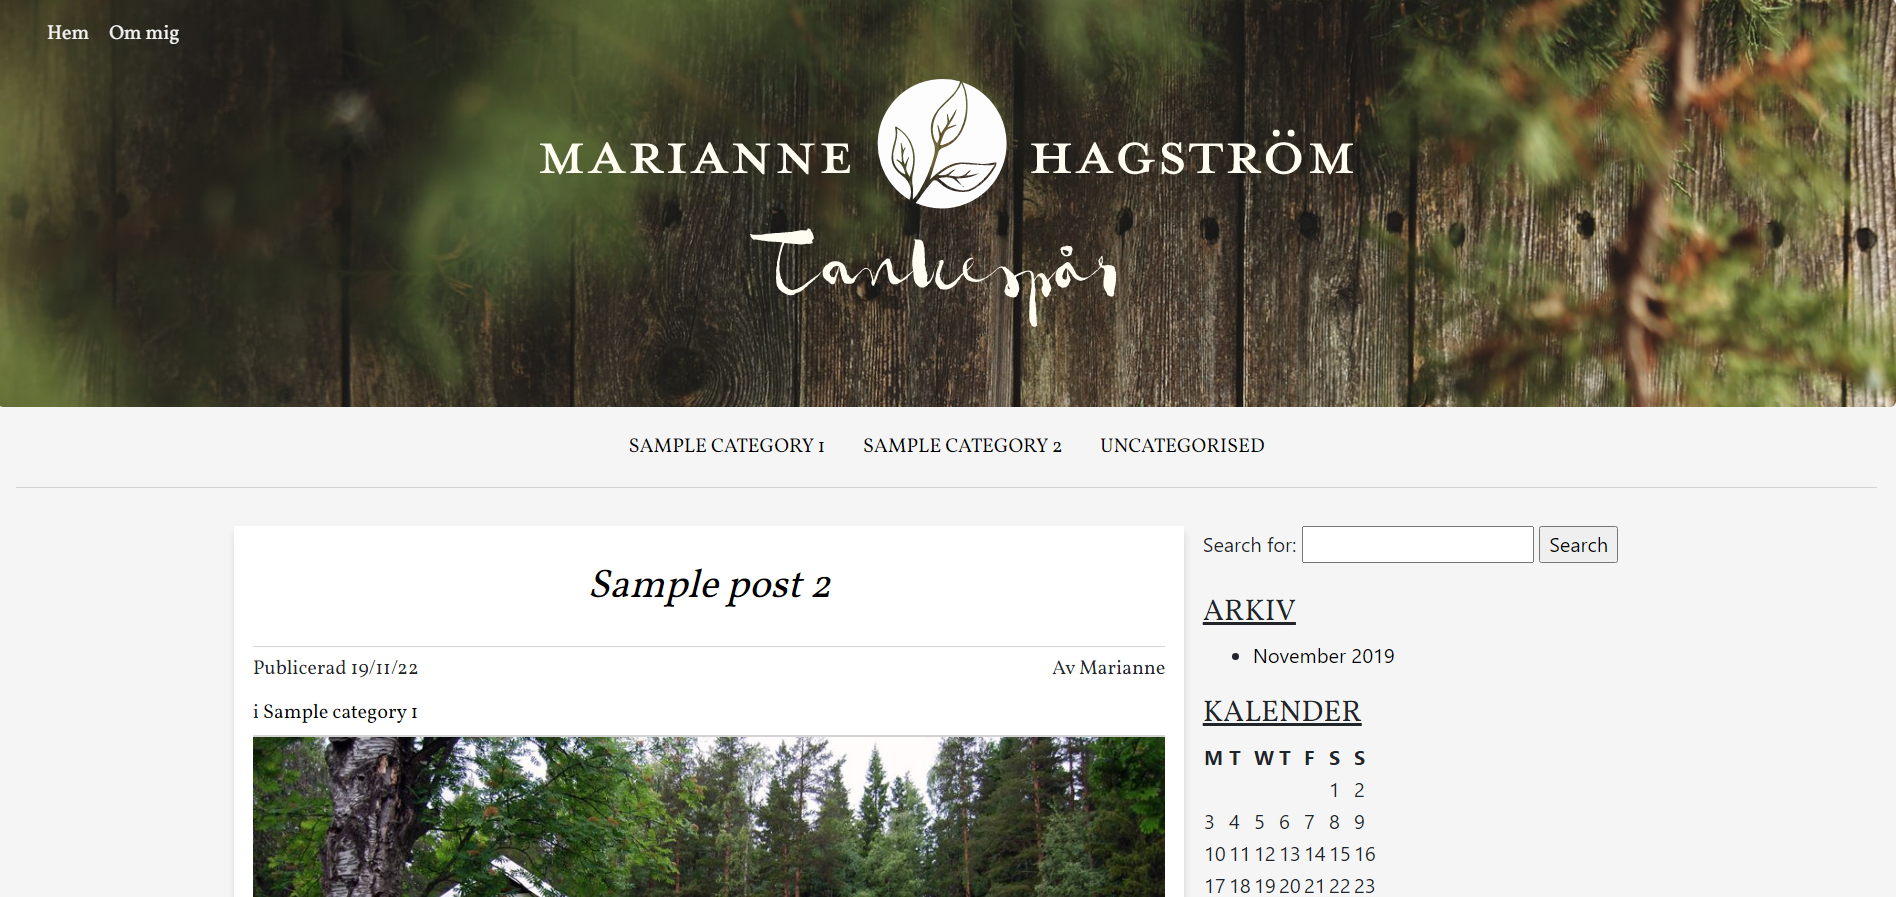 Hem Om mig
MARIANNE HAGSTRÖM
Tankespår
SAMPLE CATEGORY 1 SAMPLE CATEGORY 2 UNCATEGORISED
Sample post 2
Publicerad 19/11/22 Av Marianne
i Sample category 1
Search for: Search
ARKIV
November 2019
KALENDER
M T W T F S S
1 2
3 4 5 6 7 8 9
10 11 12 13 14 15 16
17 18 19 20 21 22 23